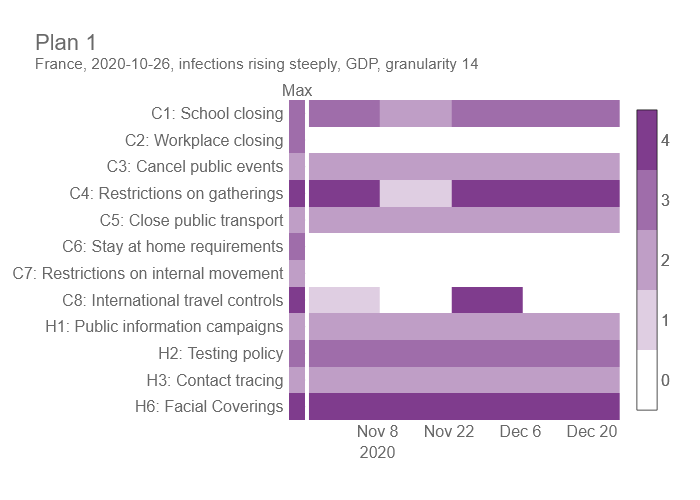 Plan 1
France, 2020-10-26, infections rising steeply, GDP, granularity 14
Max
C1: School closing
C2: Workplace closing
C3: Cancel public events
C4: Restrictions on gatherings
C5: Close public transport
C6: Stay at home requirements
C7: Restrictions on internal movement
C8: International travel controls
H1: Public information campaigns
H2: Testing policy
H3: Contact tracing
H6: Facial Coverings
Nov 8 Nov 22 Dec 6 Dec 20
2020
4
3
2
1
0